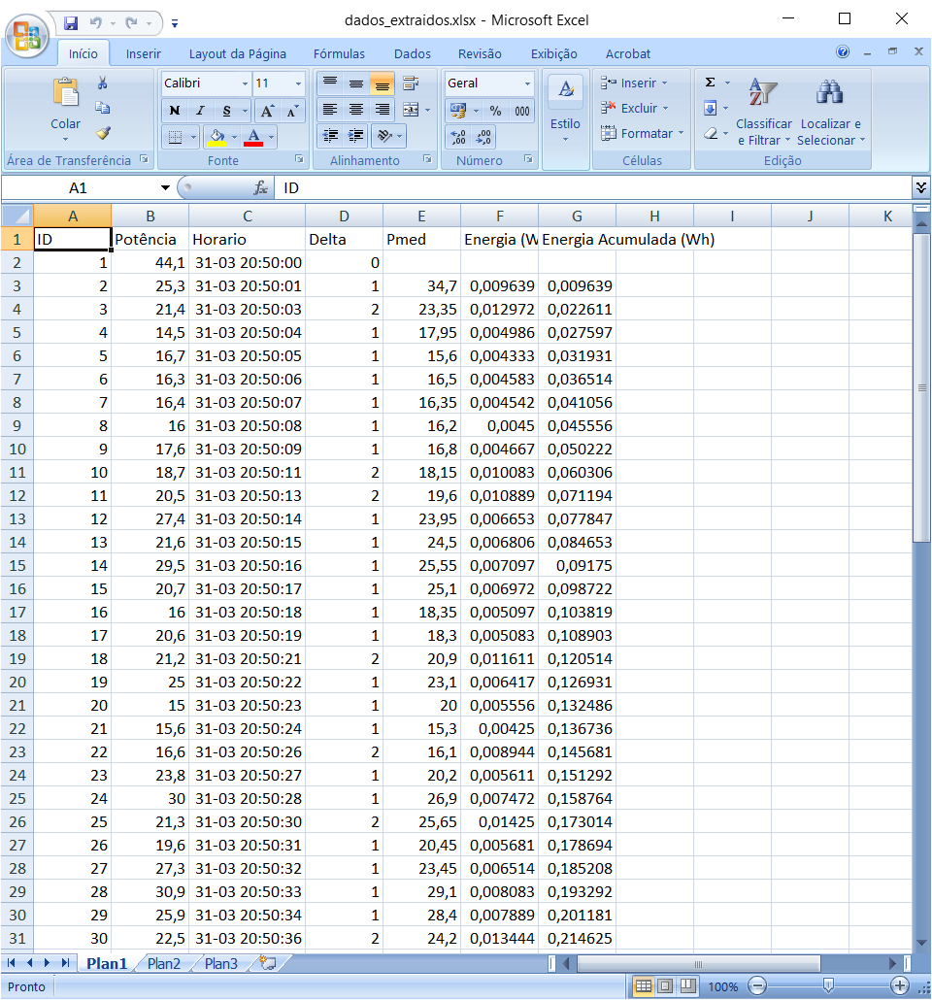 dados_extraidos.xlsx - Microsoft Excel
Início Inserir Layout da Página Fórmulas Dados Revisão Exibição Acrobat
Calibri 11 Geral Inserir Σ
Colar N I S A A % 000 Estilo Excluir Classificar e Filtrar Localizar e Selecionar
A ,0 ,00 ,00 ,0 Formatar
Área de Transferência Fonte Alinhamento Número Células Edição
A1 fx ID
A B C D E F G H I J K
1 ID Potência Horario Delta Pmed Energia (W Energia Acumulada (Wh)
2 1 44,1 31-03 20:50:00 0
3 2 25,3 31-03 20:50:01 1 34,7 0,009639 0,009639
4 3 21,4 31-03 20:50:03 2 23,35 0,012972 0,022611
5 4 14,5 31-03 20:50:04 1 17,95 0,004986 0,027597
6 5 16,7 31-03 20:50:05 1 15,6 0,004333 0,031931
7 6 16,3 31-03 20:50:06 1 16,5 0,004583 0,036514
8 7 16,4 31-03 20:50:07 1 16,35 0,004542 0,041056
9 8 16 31-03 20:50:08 1 16,2 0,0045 0,045556
10 9 17,6 31-03 20:50:09 1 16,8 0,004667 0,050222
11 10 18,7 31-03 20:50:11 2 18,15 0,010083 0,060306
12 11 20,5 31-03 20:50:13 2 19,6 0,010889 0,071194
13 12 27,4 31-03 20:50:14 1 23,95 0,006653 0,077847
14 13 21,6 31-03 20:50:15 1 24,5 0,006806 0,084653
15 14 29,5 31-03 20:50:16 1 25,55 0,007097 0,09175
16 15 20,7 31-03 20:50:17 1 25,1 0,006972 0,098722
17 16 16 31-03 20:50:18 1 18,35 0,005097 0,103819
18 17 20,6 31-03 20:50:19 1 18,3 0,005083 0,108903
19 18 21,2 31-03 20:50:21 2 20,9 0,011611 0,120514
20 19 25 31-03 20:50:22 1 23,1 0,006417 0,126931
21 20 15 31-03 20:50:23 1 20 0,005556 0,132486
22 21 15,6 31-03 20:50:24 1 15,3 0,00425 0,136736
23 22 16,6 31-03 20:50:26 2 16,1 0,008944 0,145681
24 23 23,8 31-03 20:50:27 1 20,2 0,005611 0,151292
25 24 30 31-03 20:50:28 1 26,9 0,007472 0,158764
26 25 21,3 31-03 20:50:30 2 25,65 0,01425 0,173014
27 26 19,6 31-03 20:50:31 1 20,45 0,005681 0,178694
28 27 27,3 31-03 20:50:32 1 23,45 0,006514 0,185208
29 28 30,9 31-03 20:50:33 1 29,1 0,008083 0,193292
30 29 25,9 31-03 20:50:34 1 28,4 0,007889 0,201181
31 30 22,5 31-03 20:50:36 2 24,2 0,013444 0,214625
Plan1 Plan2 Plan3
Pronto 100%